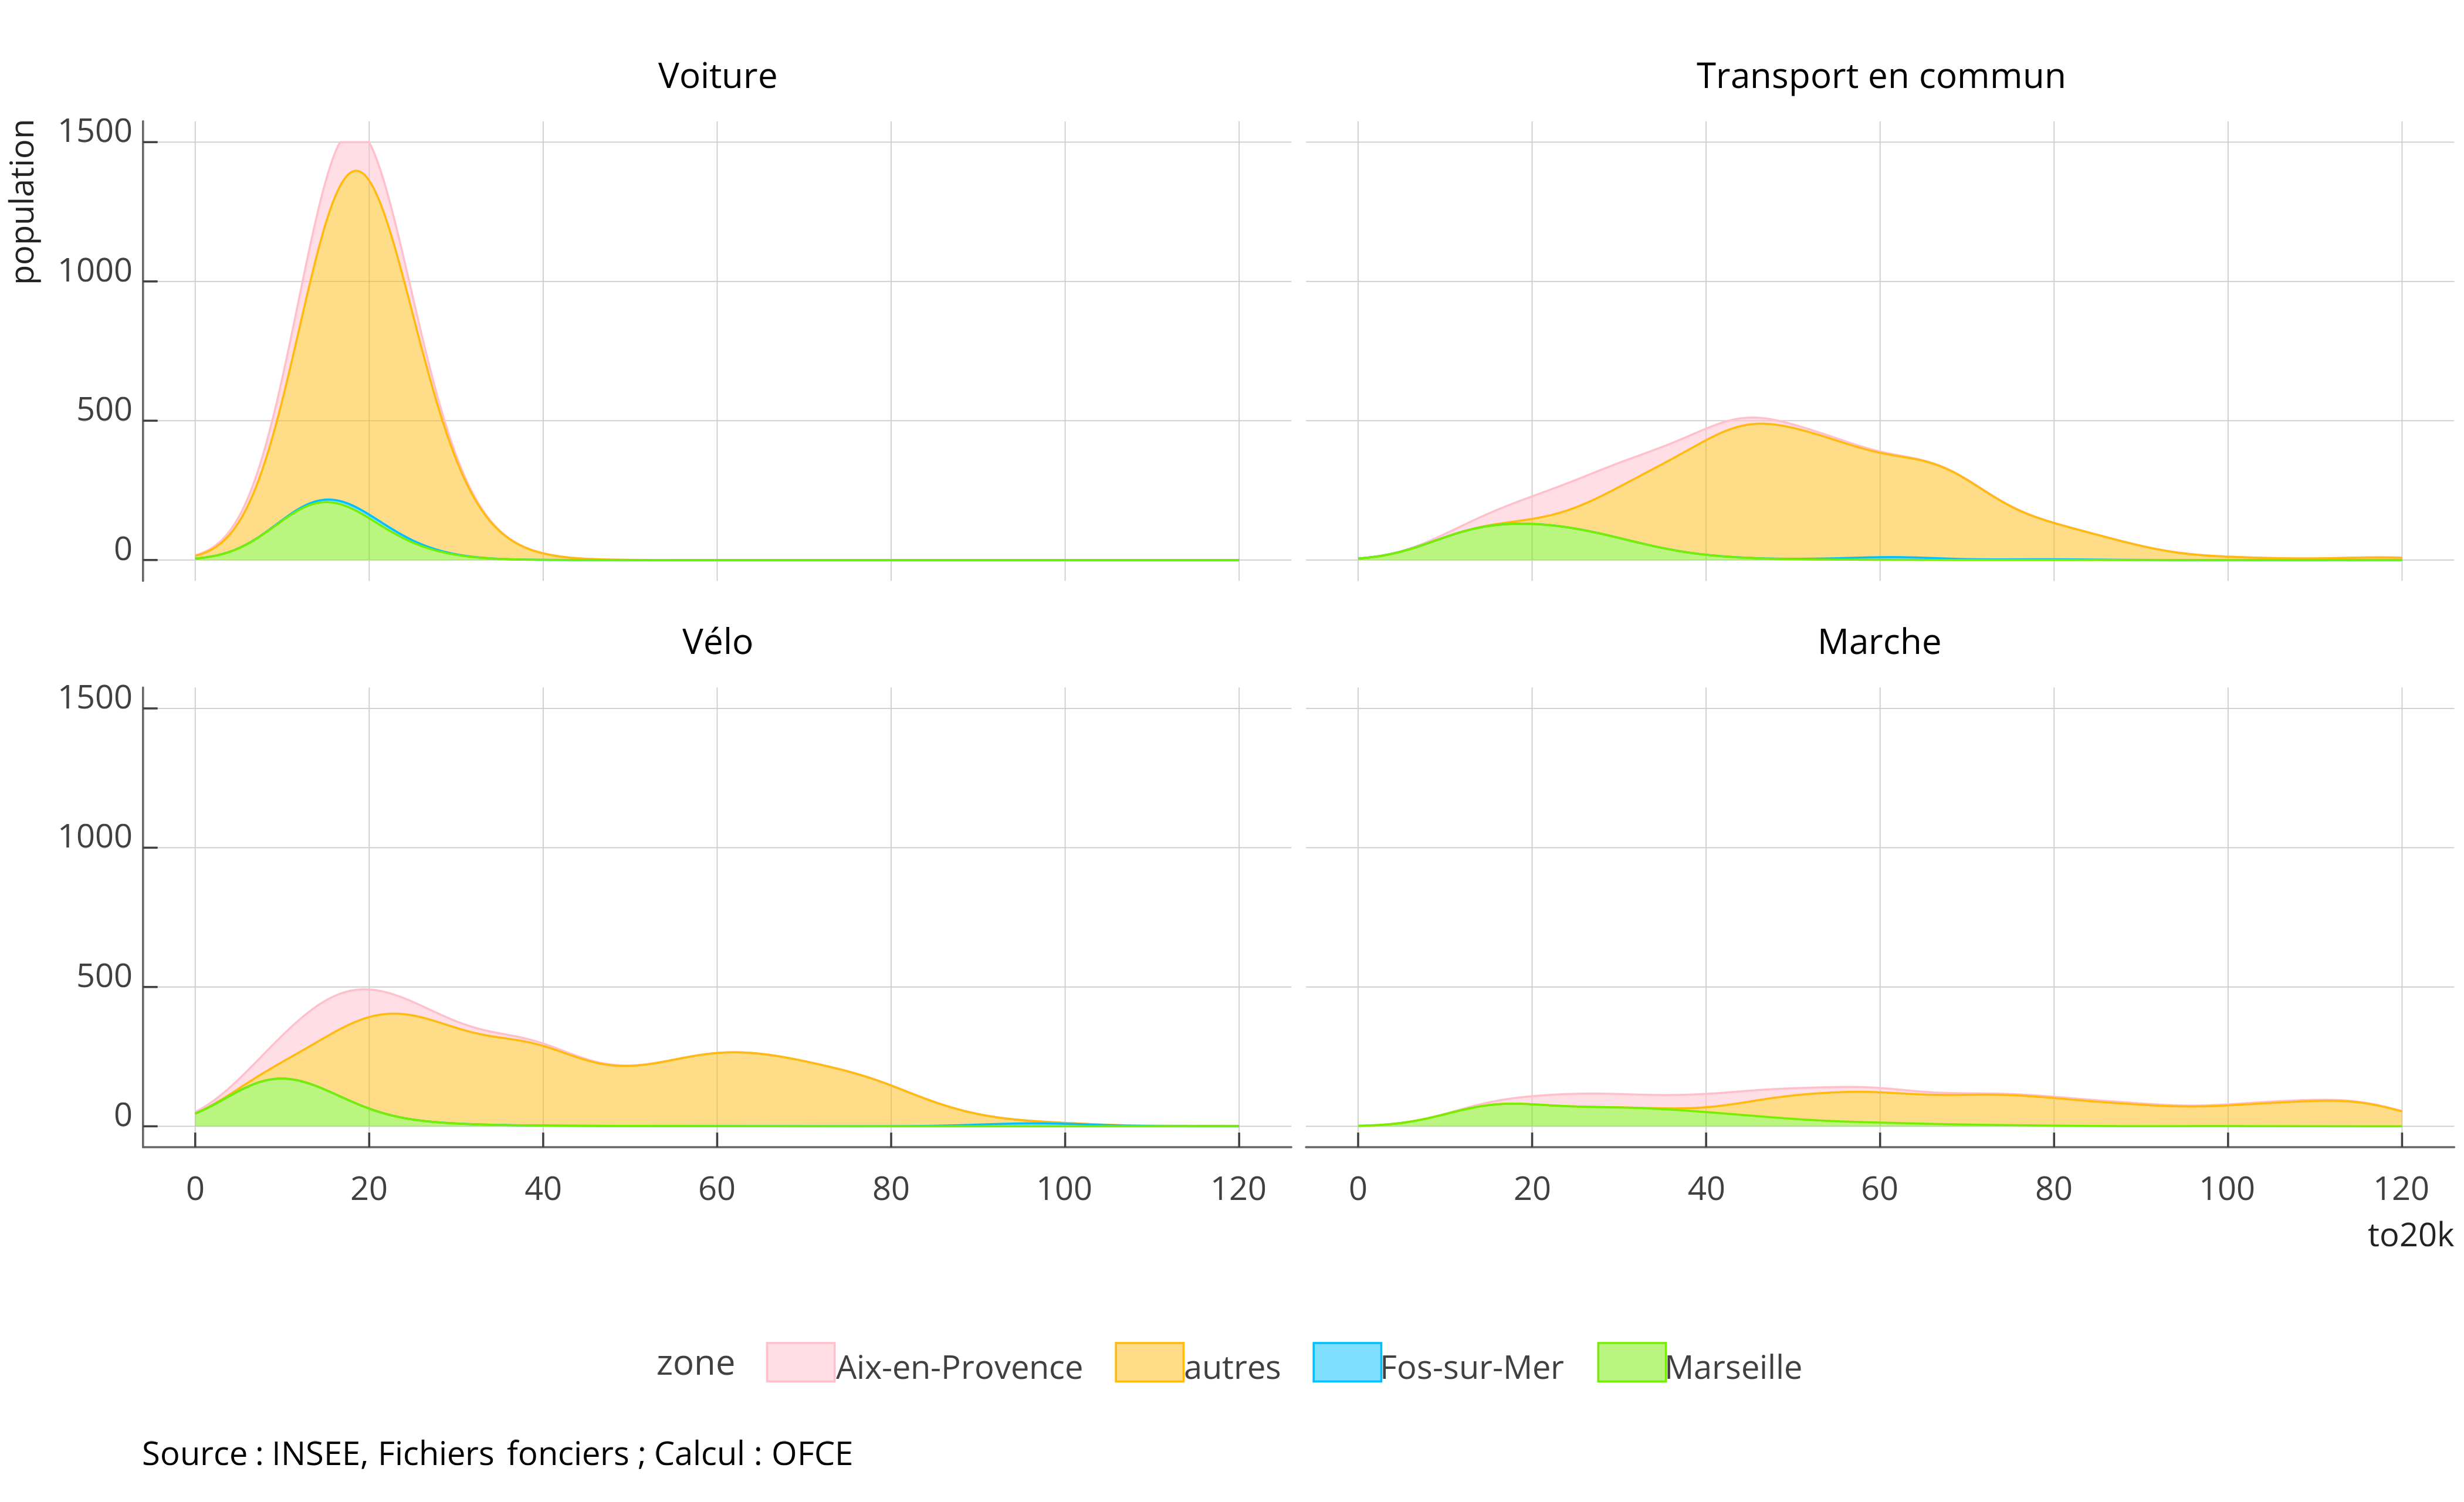 Voiture
Transport en commun
population
1500
1000
500
0
Vélo
Marche
1500
1000
500
0
0 20 40 60 80 100 120 0 20 40 60 80 100 120
to20k
zone Aix-en-Provence autres Fos-sur-Mer Marseille
Source : INSEE, Fichiers fonciers ; Calcul : OFCE